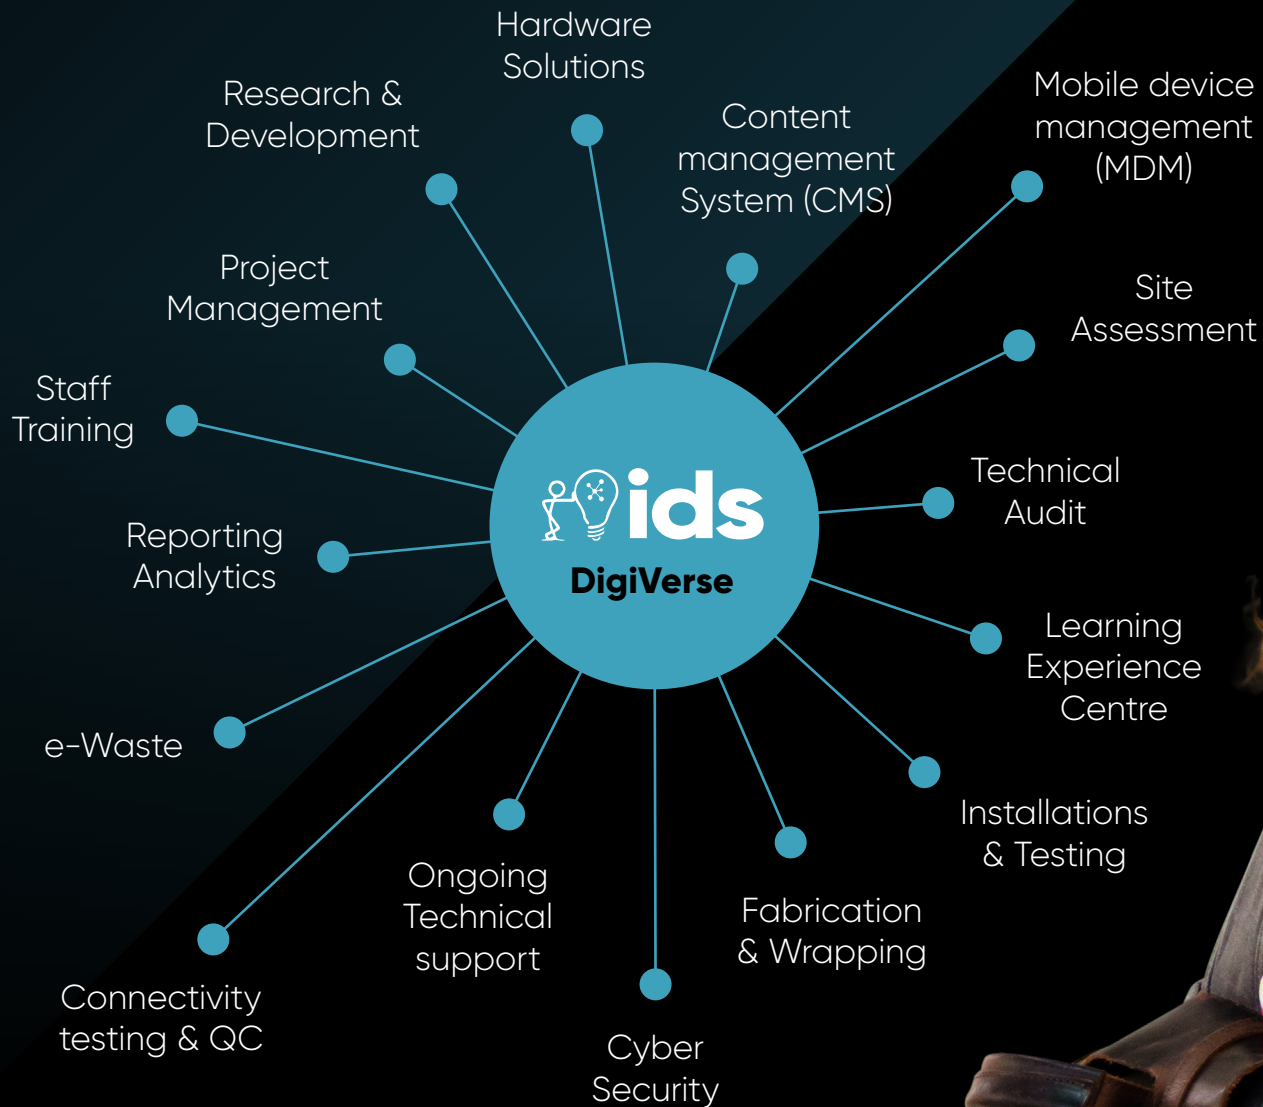 Hardware
Solutions
Research &
Development
Content
management
System (CMS)
Mobile device
management
(MDM)
Project
Management
Site
Assessment
Staff
Training
Technical
Audit
ids
DigiVerse
Reporting
Analytics
Learning
Experience
Centre
e-Waste
Installations
& Testing
Ongoing
Technical
support
Fabrication
& Wrapping
Connectivity
testing & QC
Cyber
Security